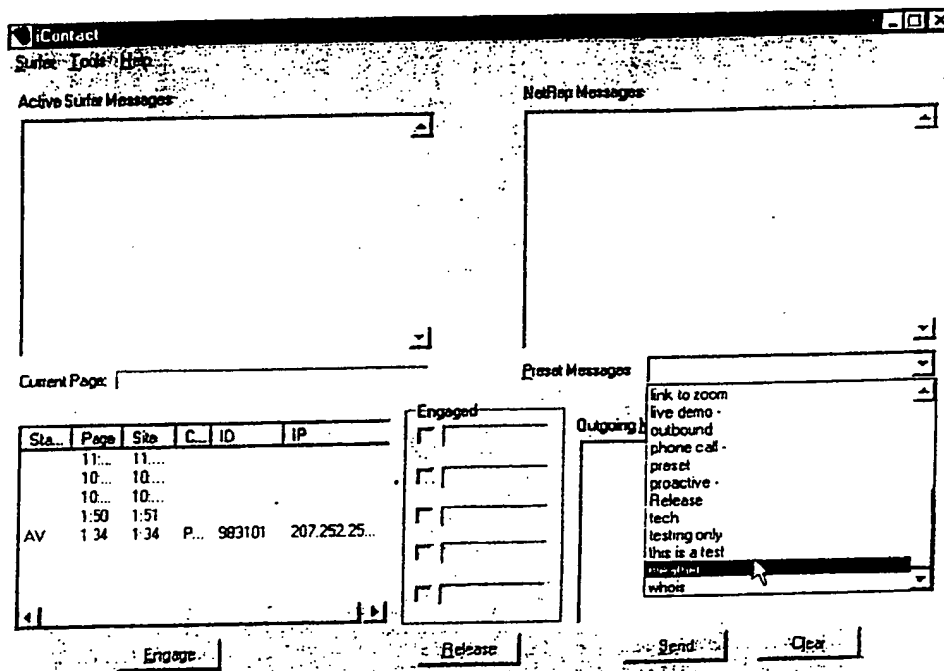 iContact
Surfer Tools Help
Active Surfer Messages
NetRep Messages
Current Page:
Preset Messages
link to zoom
live demo -
outbound
phone call -
preset
proactive -
Release
tech
testing only
this is a test
whois
Sta... Page Site C... ID IP
11:... 11....
10:... 10:...
10:... 10:...
1:50 1:51
AV 1:34 1:34 P... 983101 207.252.25...
Engaged
Outgoing
Engage
Release
Send
Clear